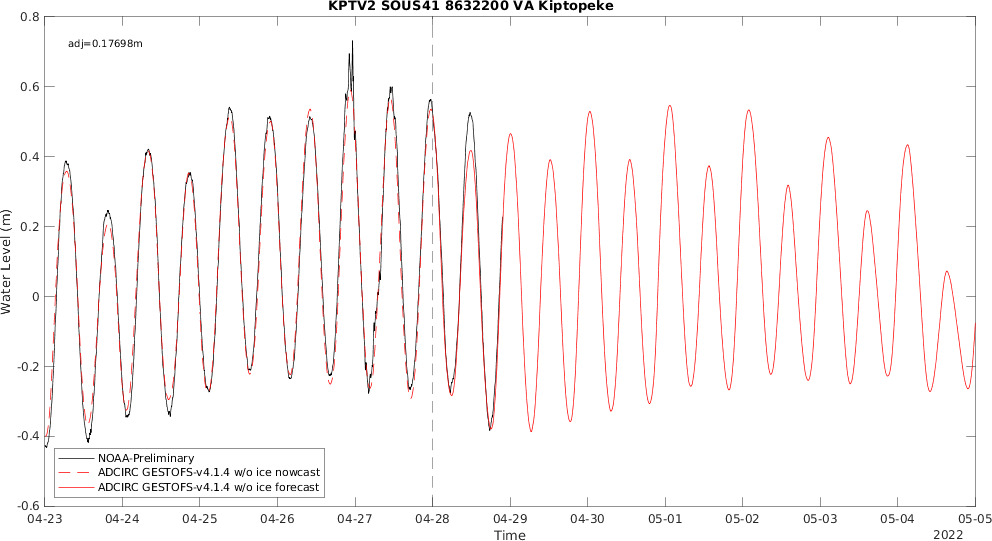 KPTV2 SOUS41 8632200 VA Kiptopeke
adj=0.17698m
0.8
0.6
0.4
0.2
0
-0.2
-0.4
-0.6
Water Level (m)
NOAA-Preliminary
ADCIRC GESTOFS-v4.1.4 w/o ice nowcast
ADCIRC GESTOFS-v4.1.4 w/o ice forecast
04-23 04-24 04-25 04-26 04-27 04-28 04-29 04-30 05-01 05-02 05-03 05-04 05-05
Time
2022